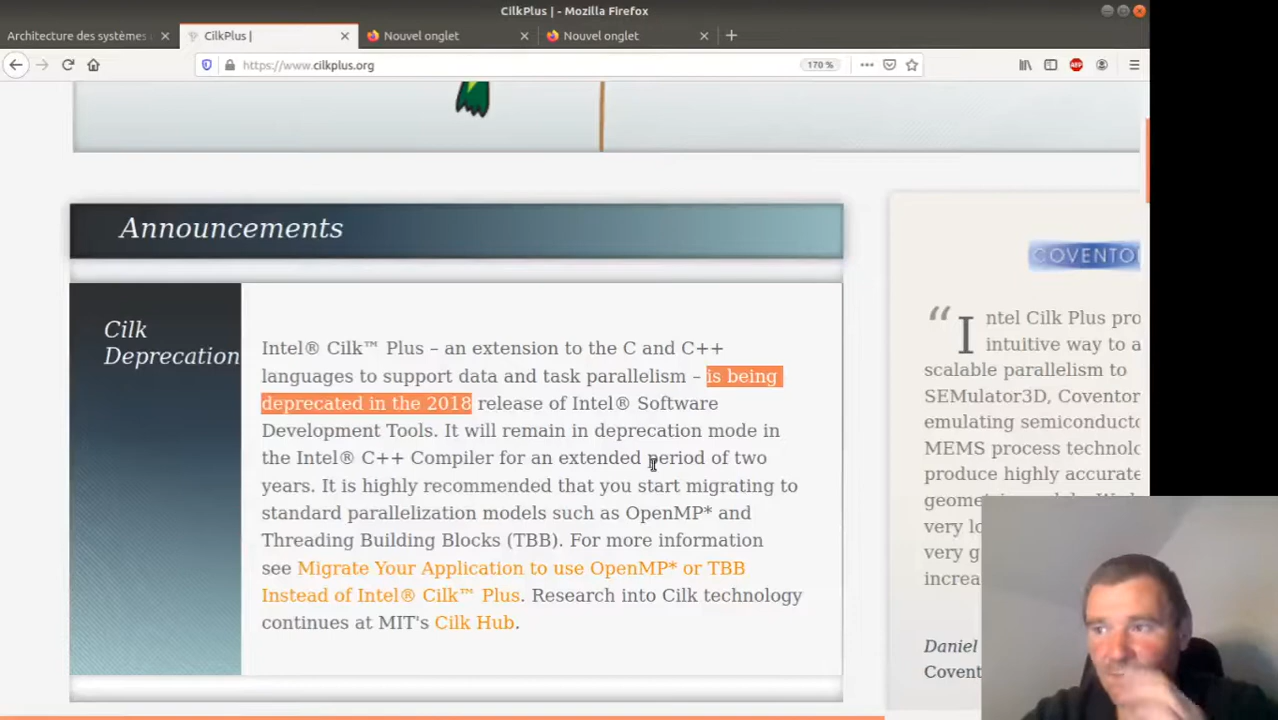 CilkPlus | - Mozilla Firefox
Architecture des systèmes
CilkPlus |
Nouvel onglet
Nouvel onglet
https://www.cilkplus.org
170 %
ABP
Announcements
Cilk
Deprecation
Intel® Cilk™ Plus – an extension to the C and C++
languages to support data and task parallelism – is being
deprecated in the 2018 release of Intel® Software
Development Tools. It will remain in deprecation mode in
the Intel® C++ Compiler for an extended period of two
years. It is highly recommended that you start migrating to
standard parallelization models such as OpenMP* and
Threading Building Blocks (TBB). For more information
see Migrate Your Application to use OpenMP* or TBB
Instead of Intel® Cilk™ Plus. Research into Cilk technology
continues at MIT's Cilk Hub.
COVENTO
“Intel Cilk Plus pro
intuitive way to a
scalable parallelism to
SEMulator3D, Coventor
emulating semiconducto
MEMS process technolo
produce highly accurate
very lo
very g
increa
Daniel
Covent